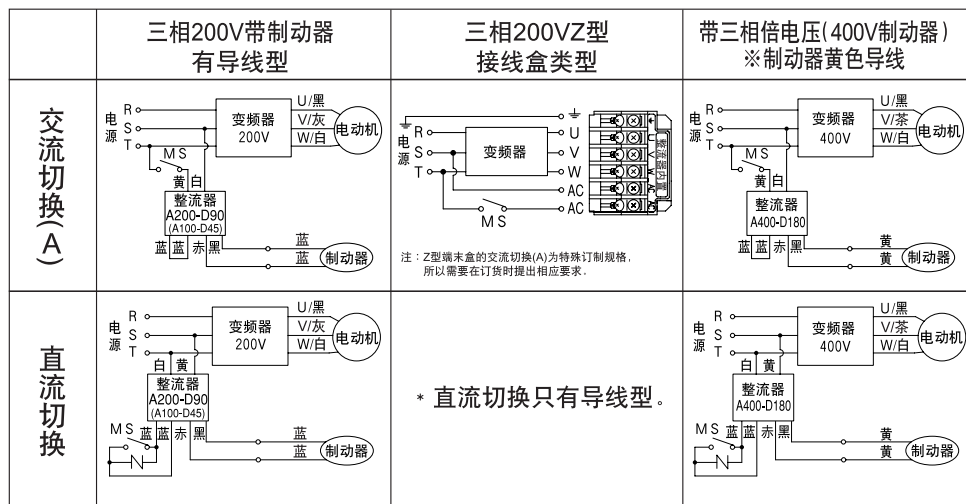 三相200V带制动器
有导线型
三相200VZ型
接线盒类型
带三相倍电压(400V制动器)
※制动器黄色导线
交流切换(A)
电源
R
S
T
变频器
200V
U/黑
V/灰
W/白
电动机
MS
黄 白
整流器
A200-D90
(A100-D45)
蓝 蓝 赤 黑
蓝
蓝
制动器
电源
R
S
T
变频器
U
V
W
AC
AC
MS
U
V
W
AC
AC
整流器内置
注：Z型端末盒的交流切换(A)为特殊订制规格，
所以需要在订货时提出相应要求。
电源
R
S
T
变频器
400V
U/黑
V/茶
W/白
电动机
MS
黄 白
整流器
A400-D180
蓝 蓝 赤 黑
黄
黄
制动器
直流切换
电源
R
S
T
变频器
200V
U/黑
V/灰
W/白
电动机
白 黄
整流器
A200-D90
(A100-D45)
MS 蓝 蓝 赤 黑
N
蓝
蓝
制动器
* 直流切换只有导线型。
电源
R
S
T
变频器
400V
U/黑
V/茶
W/白
电动机
白 黄
整流器
A400-D180
MS 蓝 蓝 赤 黑
N
黄
黄
制动器